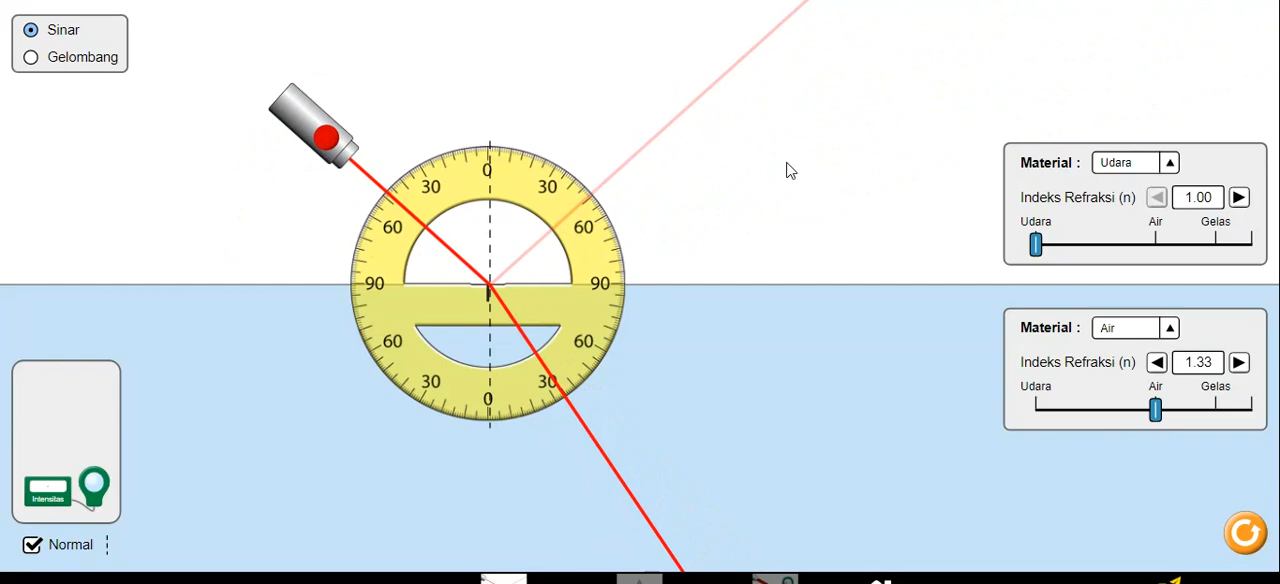 Sinar
Gelombang
0
30 30
60 60
90 90
60 60
30 30
0
Material : Udara
Indeks Refraksi (n) 1.00
Udara Air Gelas
Material : Air
Indeks Refraksi (n) 1.33
Udara Air Gelas
Intensitas
Normal